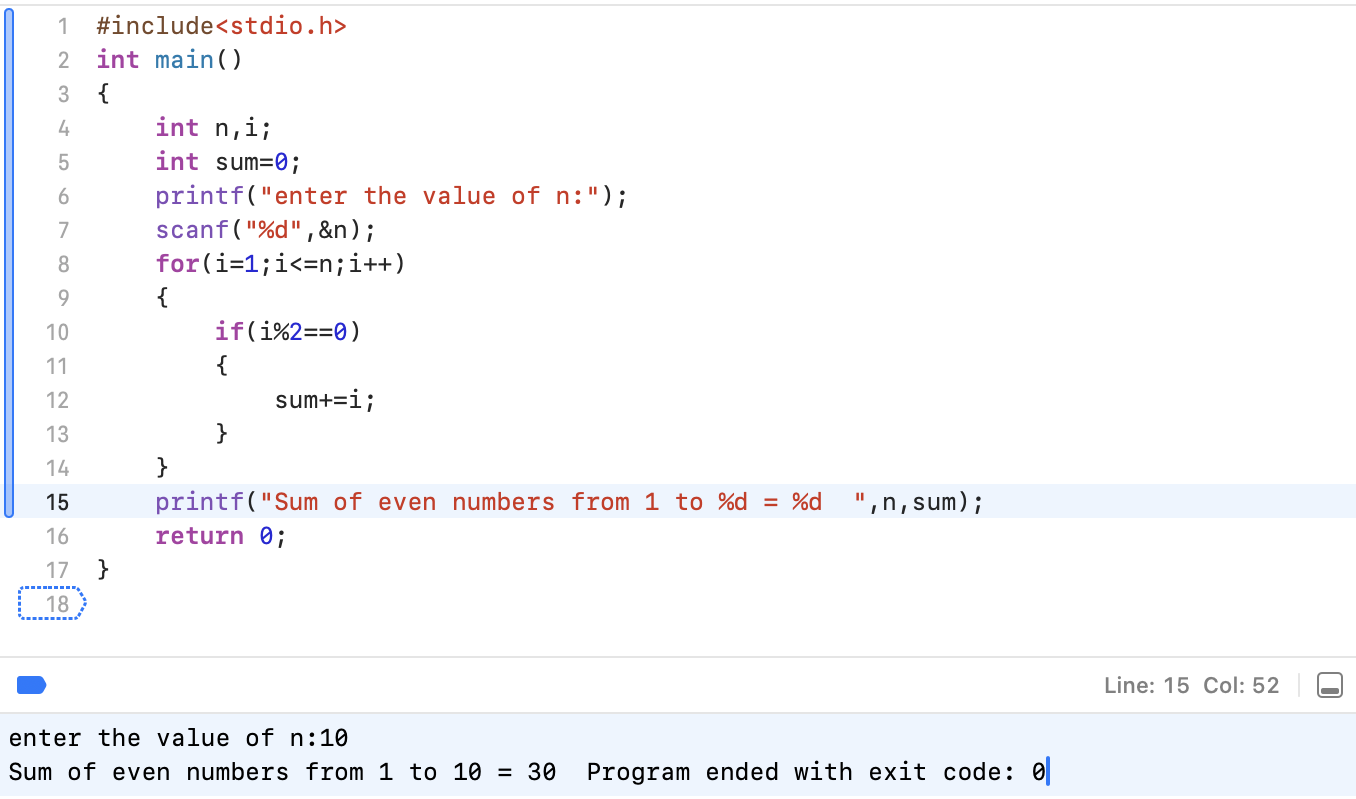 1 #include<stdio.h>
2 int main()
3 {
4     int n,i;
5     int sum=0;
6     printf("enter the value of n:");
7     scanf("%d",&n);
8     for(i=1;i<=n;i++)
9     {
10         if(i%2==0)
11         {
12             sum+=i;
13         }
14     }
15     printf("Sum of even numbers from 1 to %d = %d  ",n,sum);
16     return 0;
17 }
18
Line: 15 Col: 52
enter the value of n:10
Sum of even numbers from 1 to 10 = 30  Program ended with exit code: 0